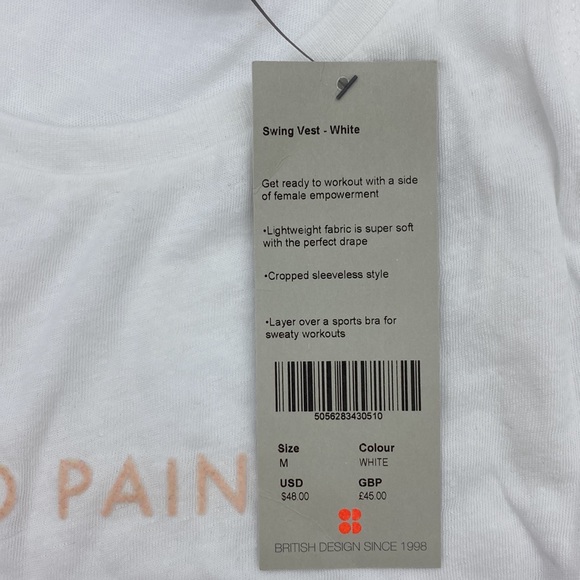 Swing Vest - White
Get ready to workout with a side
of female empowerment
•Lightweight fabric is super soft
with the perfect drape
•Cropped sleeveless style
•Layer over a sports bra for
sweaty workouts
5056283430510
Size Colour
M WHITE
USD GBP
$48.00 £45.00
BRITISH DESIGN SINCE 1998
O PAIN